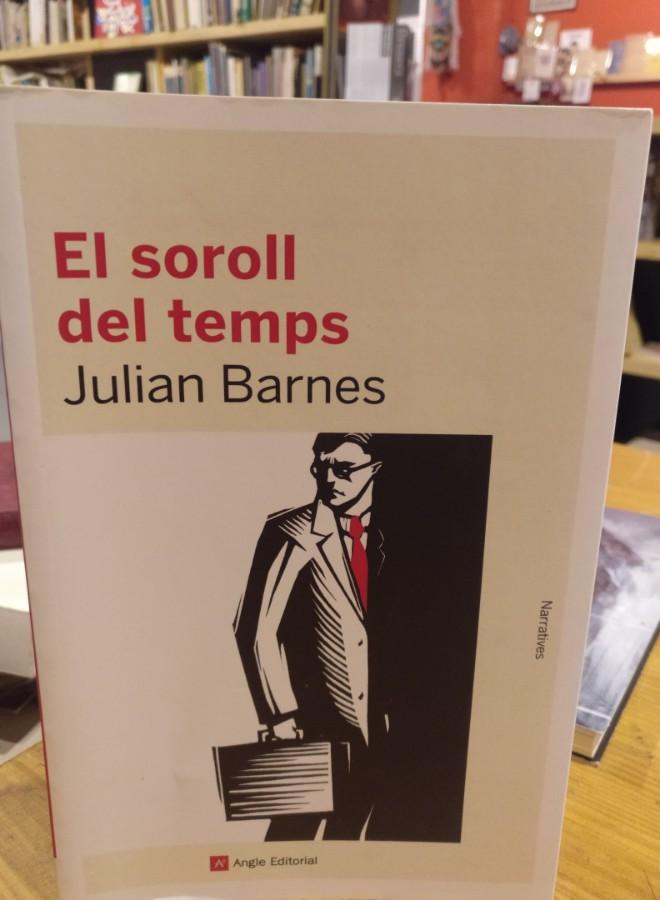 El soroll
del temps
Julian Barnes
Narratives
A
Angle Editorial